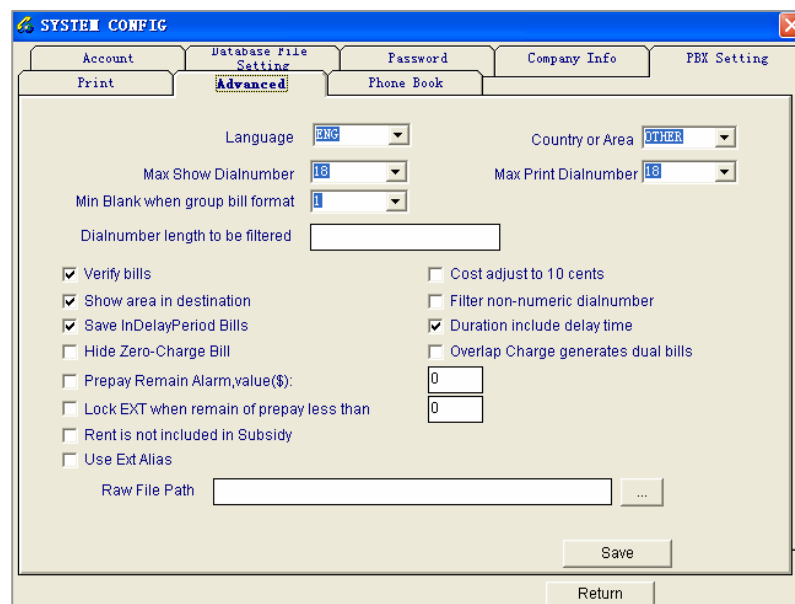 SYSTEM CONFIG
Account
Database File Setting
Password
Company Info
PBX Setting
Print
Advanced
Phone Book
Language ENG
Country or Area OTHER
Max Show Dialnumber 18
Max Print Dialnumber 18
Min Blank when group bill format 1
Dialnumber length to be filtered
Verify bills
Cost adjust to 10 cents
Show area in destination
Filter non-numeric dialnumber
Save InDelayPeriod Bills
Duration include delay time
Hide Zero-Charge Bill
Overlap Charge generates dual bills
Prepay Remain Alarm,value($): 0
Lock EXT when remain of prepay less than 0
Rent is not included in Subsidy
Use Ext Alias
Raw File Path ...
Save
Return